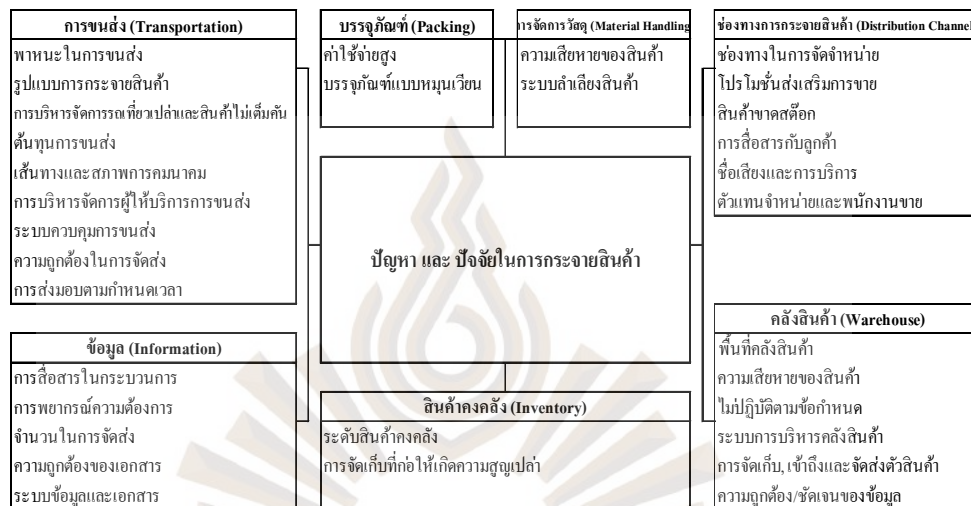 การขนส่ง (Transportation)
พาหนะในการขนส่ง
รูปแบบการกระจายสินค้า
การบริหารจัดการรถเที่ยวเปล่าและสินค้าไม่เต็มคัน
ต้นทุนการขนส่ง
เส้นทางและสภาพการคมนาคม
การบริหารจัดการผู้ให้บริการการขนส่ง
ระบบควบคุมการขนส่ง
ความถูกต้องในการจัดส่ง
การส่งมอบตามกำหนดเวลา
บรรจุภัณฑ์ (Packing)
ค่าใช้จ่ายสูง
บรรจุภัณฑ์แบบหมุนเวียน
การจัดการวัสดุ (Material Handling
ความเสียหายของสินค้า
ระบบลำเลียงสินค้า
ช่องทางการกระจายสินค้า (Distribution Channel
ช่องทางในการจัดจำหน่าย
โปรโมชั่นส่งเสริมการขาย
สินค้าขาดสต๊อก
การสื่อสารกับลูกค้า
ชื่อเสียงและการบริการ
ตัวแทนจำหน่ายและพนักงานขาย
ปัญหา และ ปัจจัยในการกระจายสินค้า
ข้อมูล (Information)
การสื่อสารในกระบวนการ
การพยากรณ์ความต้องการ
จำนวนในการจัดส่ง
ความถูกต้องของเอกสาร
ระบบข้อมูลและเอกสาร
สินค้าคงคลัง (Inventory)
ระดับสินค้าคงคลัง
การจัดเก็บที่ก่อให้เกิดความสูญเปล่า
คลังสินค้า (Warehouse)
พื้นที่คลังสินค้า
ความเสียหายของสินค้า
ไม่ปฏิบัติตามข้อกำหนด
ระบบการบริหารคลังสินค้า
การจัดเก็บ, เข้าถึงและจัดส่งตัวสินค้า
ความถูกต้อง/ชัดเจนของข้อมูล